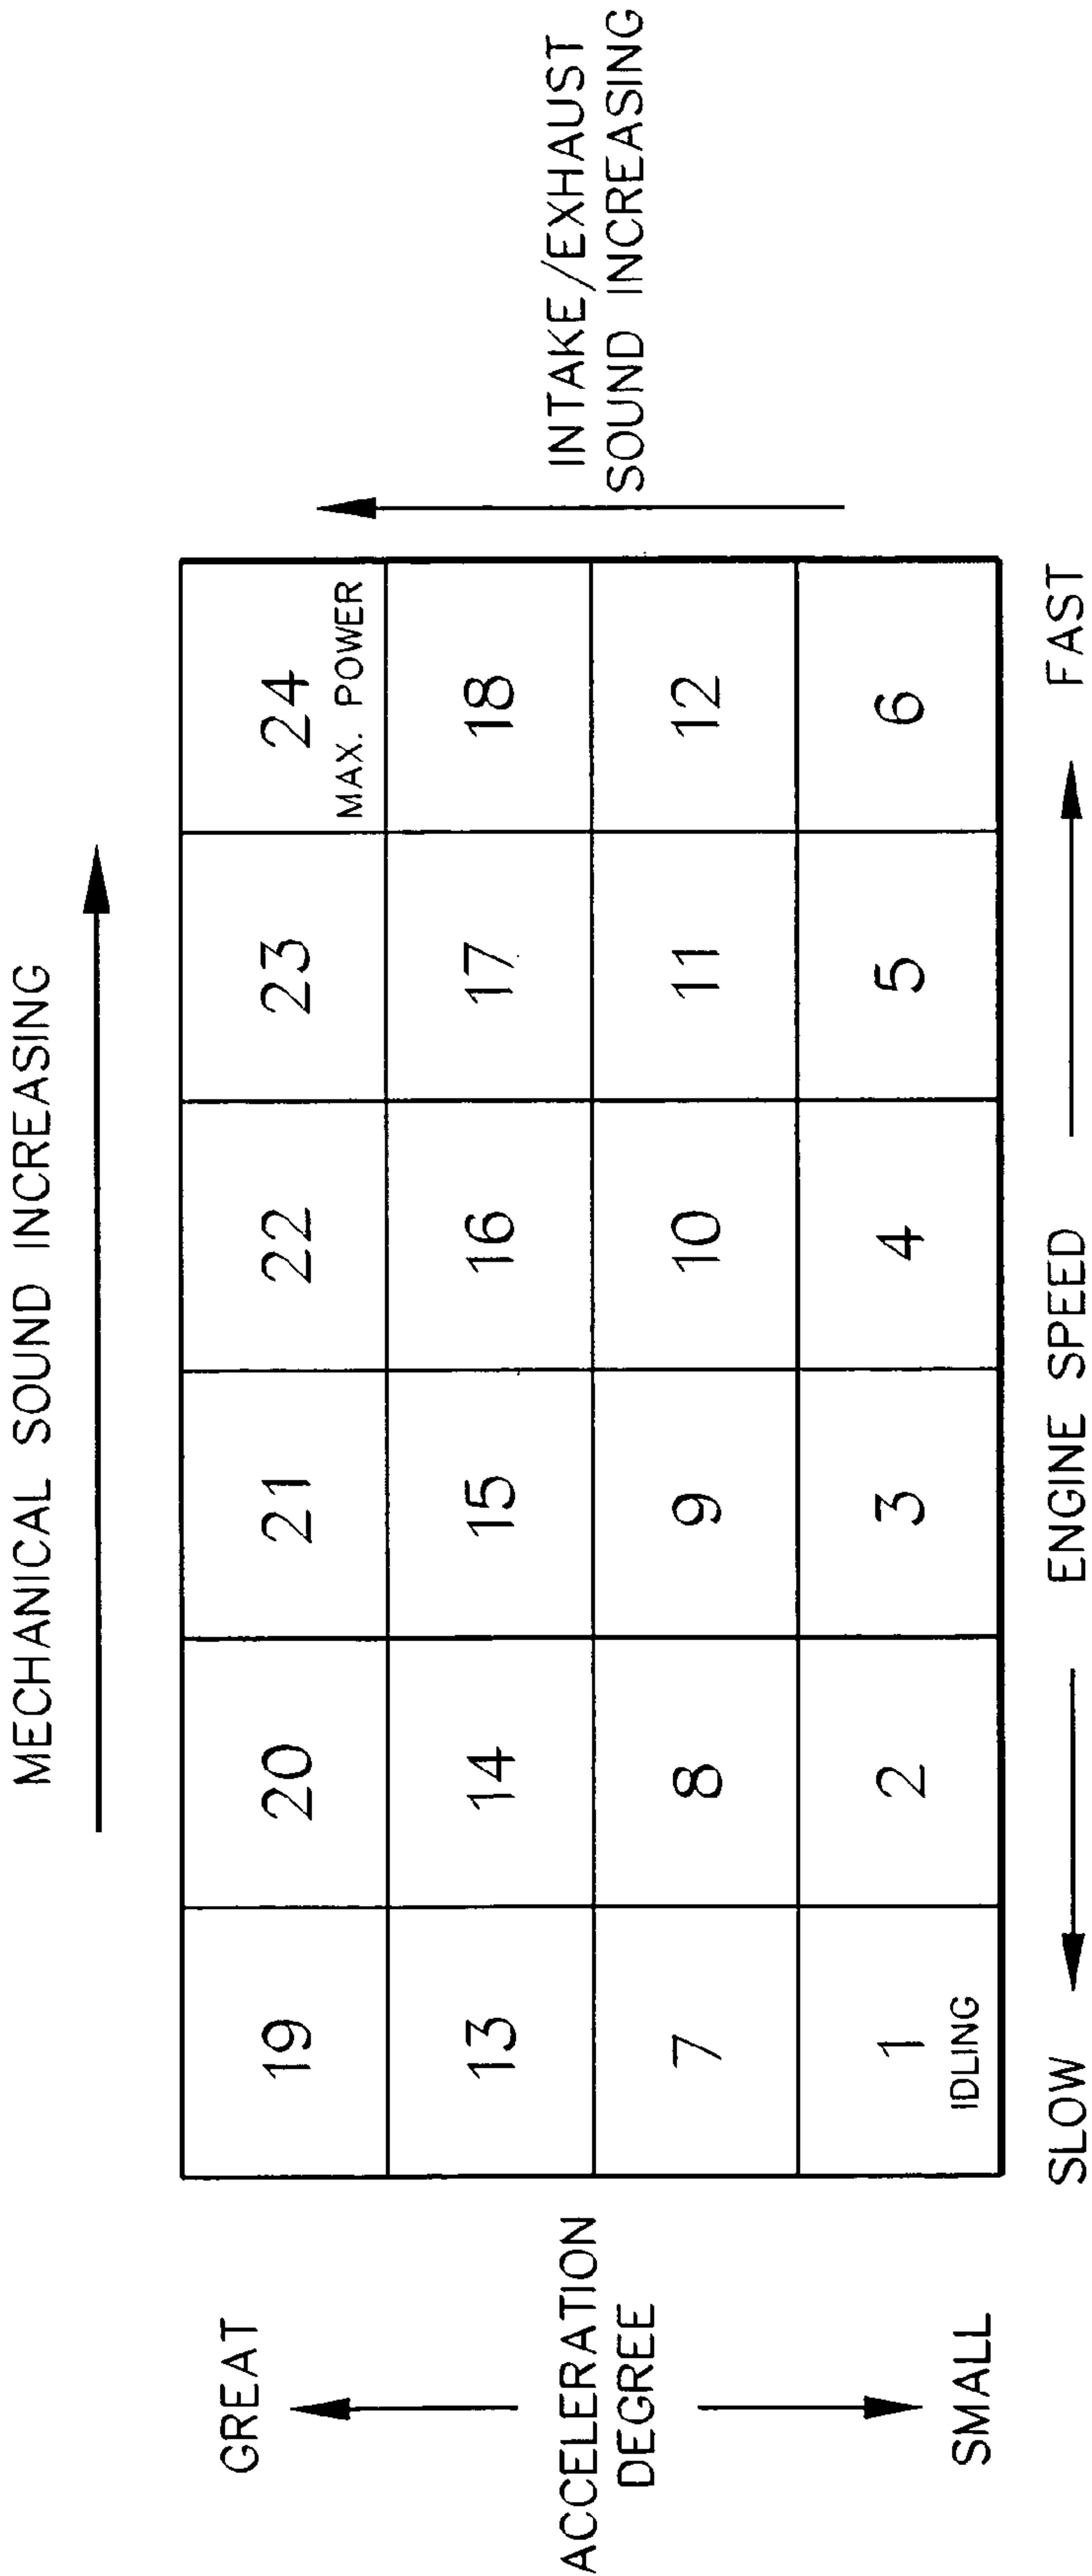 MECHANICAL SOUND INCREASING
GREAT
ACCELERATION
DEGREE
SMALL
19 20 21 22 23 24
MAX. POWER
13 14 15 16 17 18
7 8 9 10 11 12
1 2 3 4 5 6
IDLING
INTAKE/EXHAUST
SOUND INCREASING
SLOW ENGINE SPEED FAST